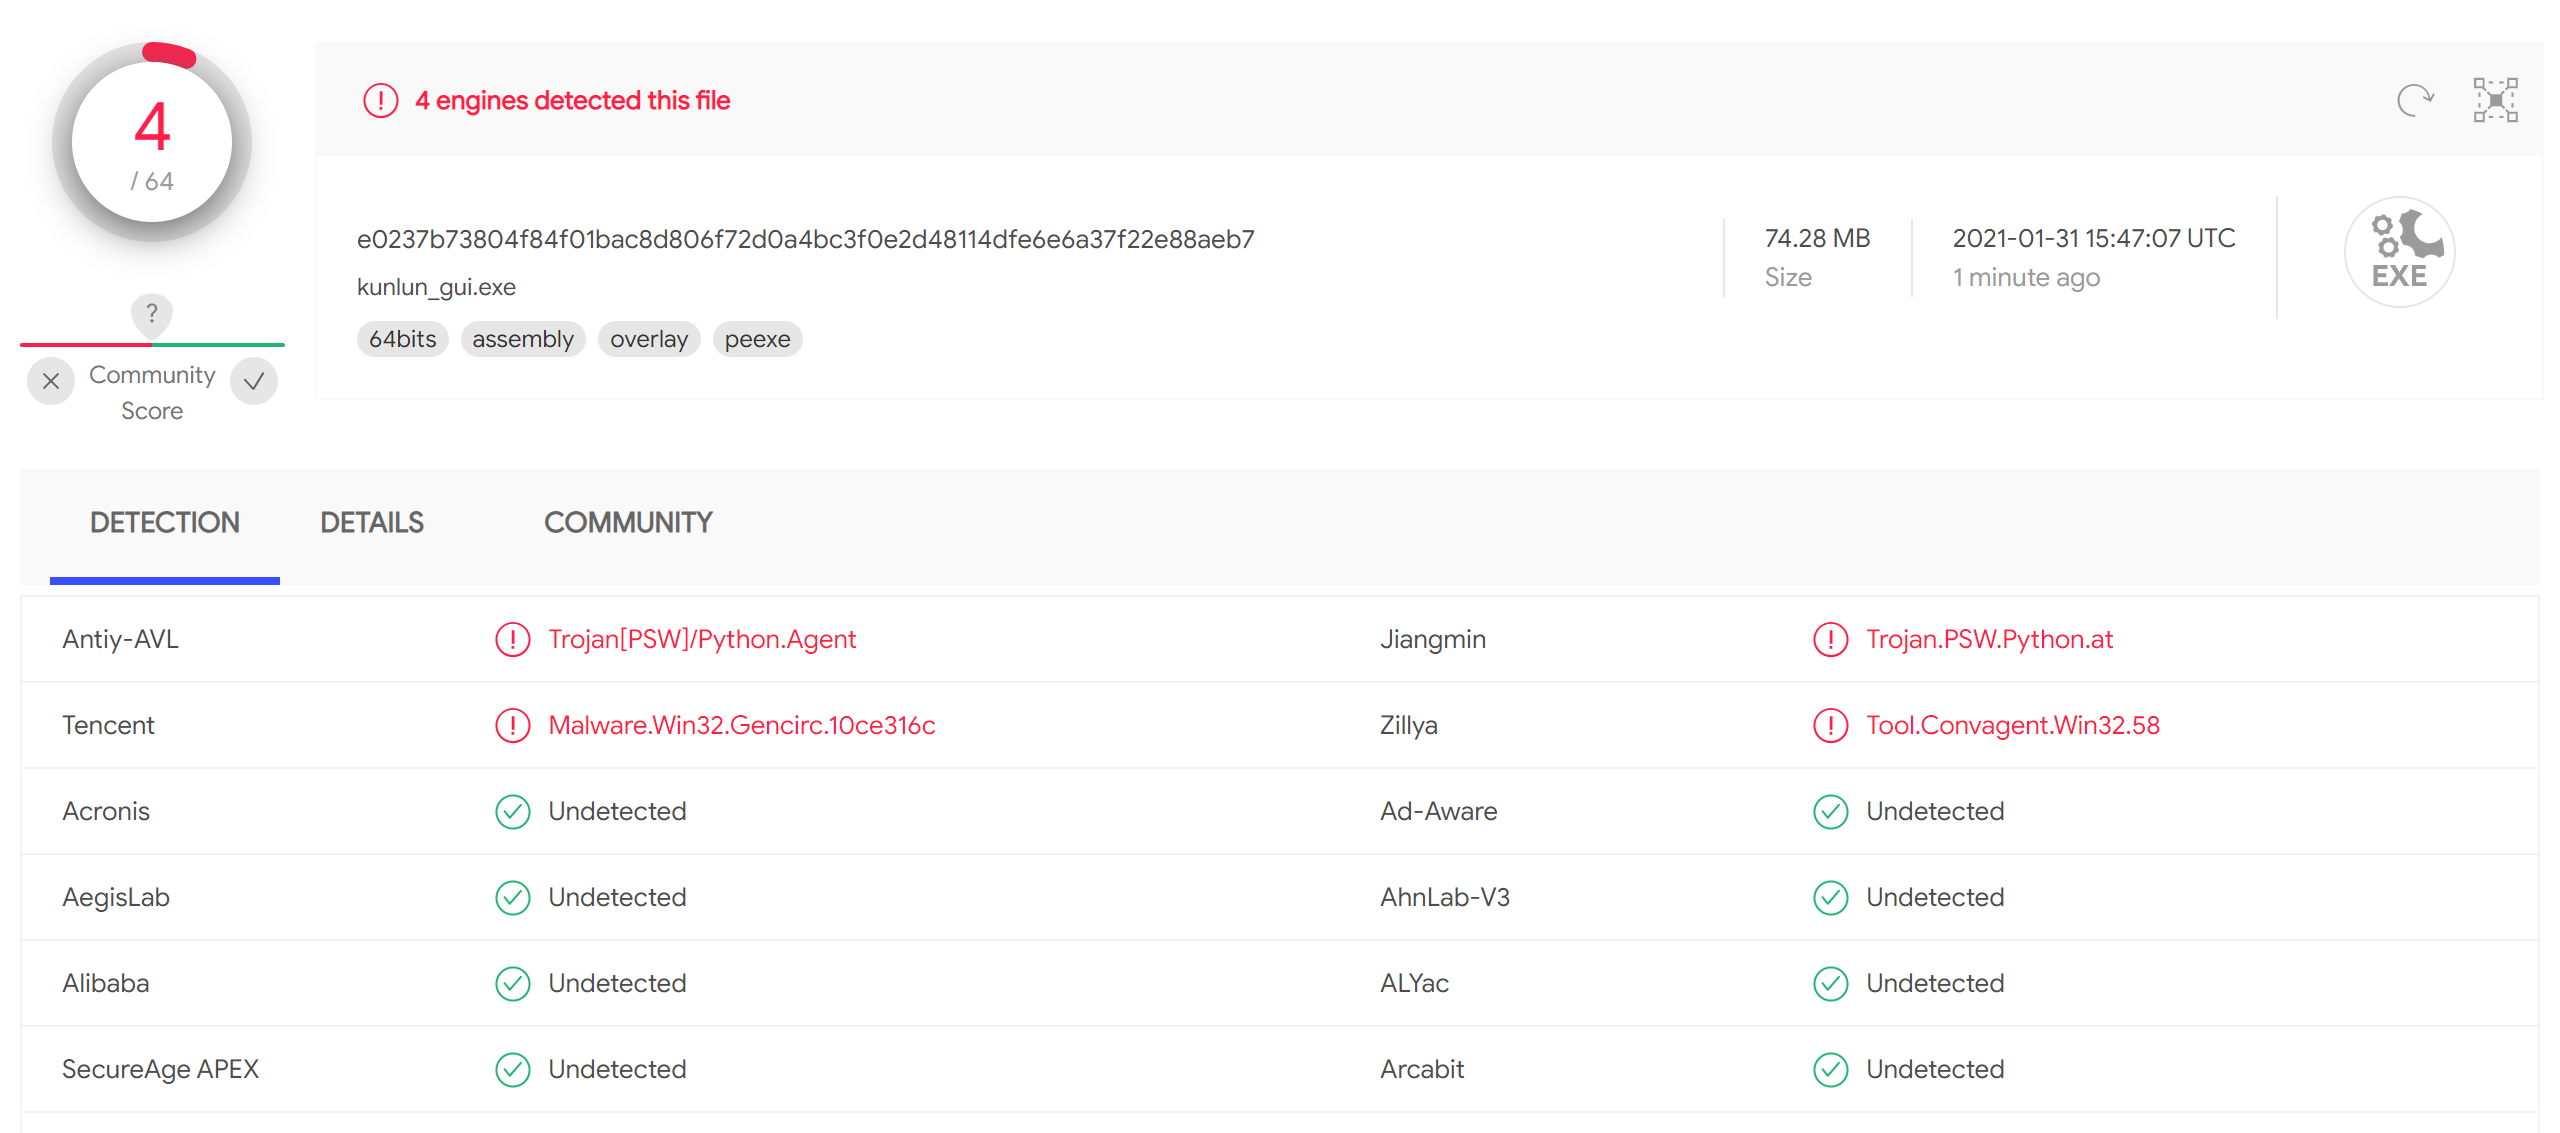 4
/ 64
?
Community
Score
4 engines detected this file
e0237b73804f84f01bac8d806f72d0a4bc3f0e2d48114dfe6e6a37f22e88aeb7
kunlun_gui.exe
64bits assembly overlay peexe
74.28 MB
Size
2021-01-31 15:47:07 UTC
1 minute ago
EXE
DETECTION DETAILS COMMUNITY
Antiy-AVL Trojan[PSW]/Python.Agent Jiangmin Trojan.PSW.Python.at
Tencent Malware.Win32.Gencirc.10ce316c Zillya Tool.Convagent.Win32.58
Acronis Undetected Ad-Aware Undetected
AegisLab Undetected AhnLab-V3 Undetected
Alibaba Undetected ALYac Undetected
SecureAge APEX Undetected Arcabit Undetected